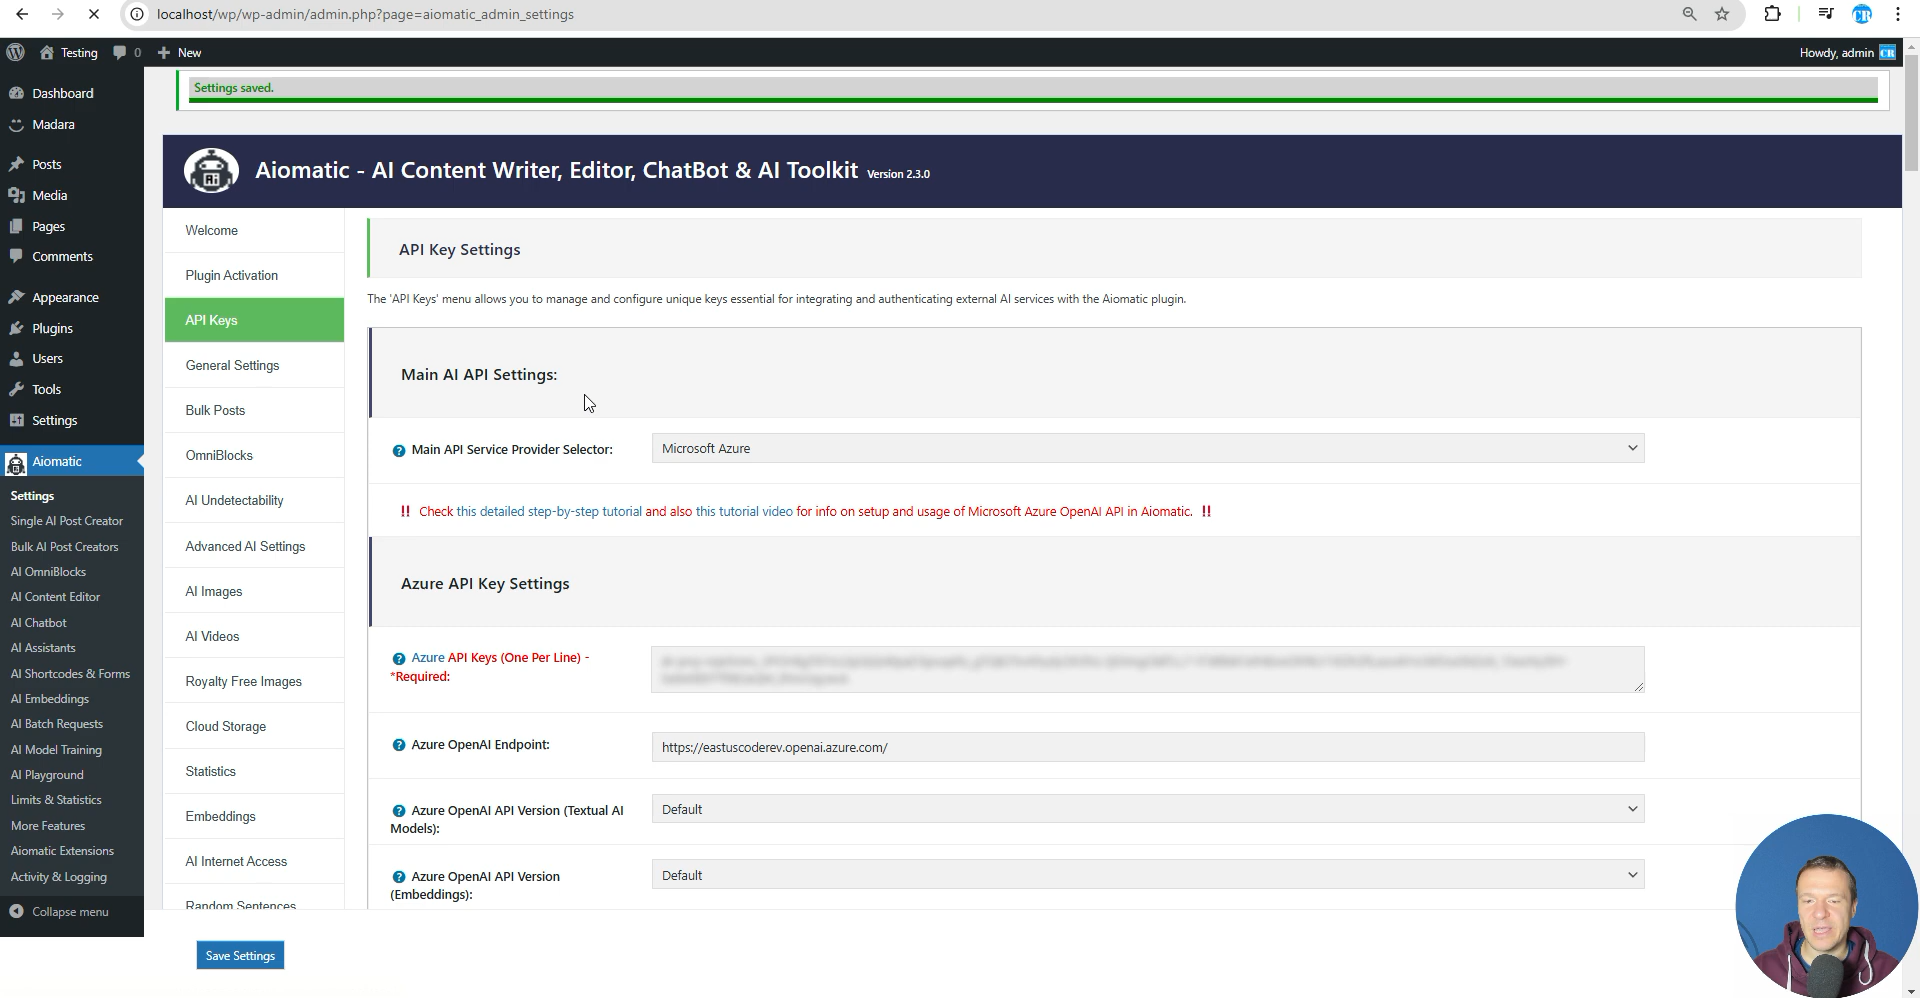 localhost/wp/wp-admin/admin.php?page=aiomatic_admin_settings
Testing
0
New
Howdy, admin
CR
Dashboard
Madara
Posts
Media
Pages
Comments
Appearance
Plugins
Users
Tools
Settings
Aiomatic
Settings
Single AI Post Creator
Bulk AI Post Creators
AI OmniBlocks
AI Content Editor
AI Chatbot
AI Assistants
AI Shortcodes & Forms
AI Embeddings
AI Batch Requests
AI Model Training
AI Playground
Limits & Statistics
More Features
Aiomatic Extensions
Activity & Logging
Collapse menu
Settings saved.
Ai
Aiomatic - AI Content Writer, Editor, ChatBot & AI Toolkit Version 2.3.0
Welcome
Plugin Activation
API Keys
General Settings
Bulk Posts
OmniBlocks
AI Undetectability
Advanced AI Settings
AI Images
AI Videos
Royalty Free Images
Cloud Storage
Statistics
Embeddings
AI Internet Access
Random Sentences
API Key Settings
The 'API Keys' menu allows you to manage and configure unique keys essential for integrating and authenticating external AI services with the Aiomatic plugin.
Main AI API Settings:
Main API Service Provider Selector:
Microsoft Azure
!! Check this detailed step-by-step tutorial and also this tutorial video for info on setup and usage of Microsoft Azure OpenAI API in Aiomatic. !!
Azure API Key Settings
Azure API Keys (One Per Line) -
*Required:
Azure OpenAI Endpoint:
https://eastuscoderev.openai.azure.com/
Azure OpenAI API Version (Textual AI
Models):
Default
Azure OpenAI API Version
(Embeddings):
Default
Save Settings